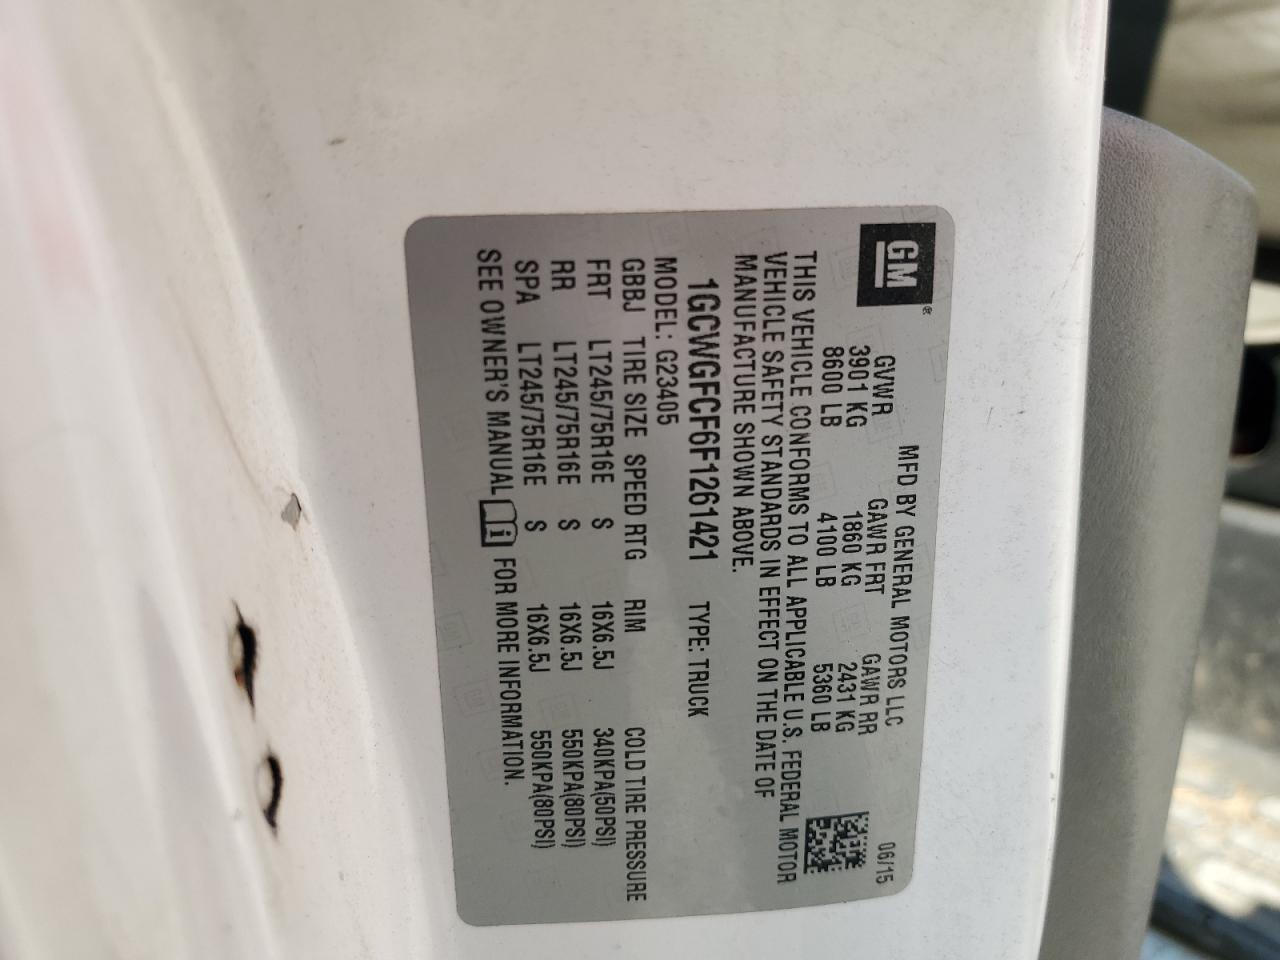 GM®
MFD BY GENERAL MOTORS LLC 06/15
GVWR GAWR FRT GAWR RR
3901 KG 1860 KG 2431 KG
8600 LB 4100 LB 5360 LB
THIS VEHICLE CONFORMS TO ALL APPLICABLE U.S. FEDERAL MOTOR
VEHICLE SAFETY STANDARDS IN EFFECT ON THE DATE OF
MANUFACTURE SHOWN ABOVE.
1GCWGFCF6F1261421 TYPE: TRUCK
MODEL: G23405
GBBJ TIRE SIZE SPEED RTG RIM COLD TIRE PRESSURE
FRT LT245/75R16E S 16X6.5J 340KPA(50PSI)
RR LT245/75R16E S 16X6.5J 550KPA(80PSI)
SPA LT245/75R16E S 16X6.5J 550KPA(80PSI)
SEE OWNER'S MANUAL i FOR MORE INFORMATION.